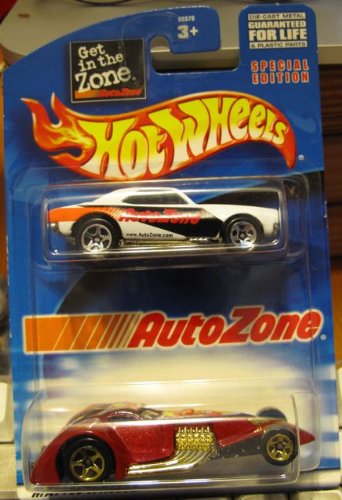 Get
in the
Zone
AutoZone
3+
DIE-CAST METAL
GUARANTEED
FOR LIFE
& PLASTIC PARTS
SPECIAL
EDITION
HOT WHEELS
AutoZone
www.AutoZone.com
AutoZone